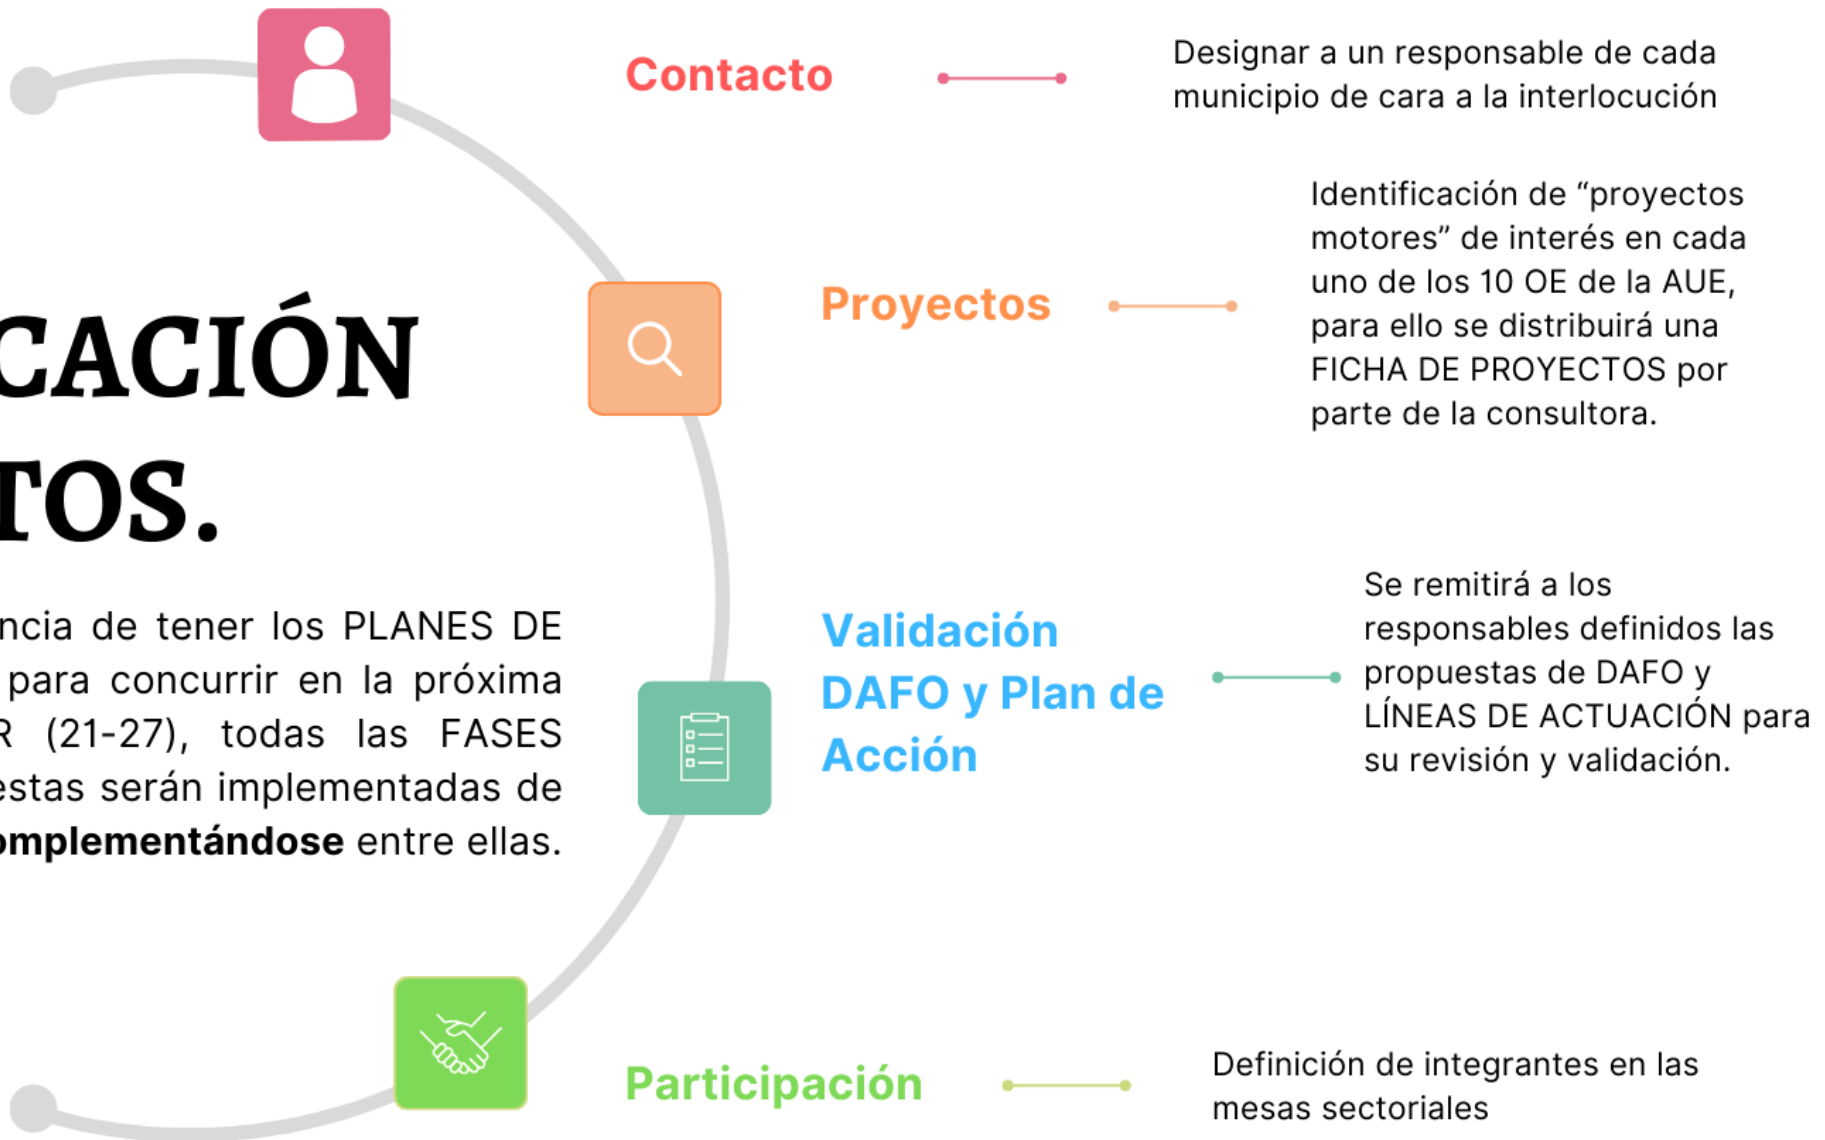 CACIÓN
TOS.
ncia de tener los PLANES DE
para concurrir en la próxima
R (21-27), todas las FASES
estas serán implementadas de
omplementándose entre ellas.
Contacto
Designar a un responsable de cada
municipio de cara a la interlocución
Proyectos
Identificación de “proyectos
motores” de interés en cada
uno de los 10 OE de la AUE,
para ello se distribuirá una
FICHA DE PROYECTOS por
parte de la consultora.
Validación
DAFO y Plan de
Acción
Se remitirá a los
responsables definidos las
propuestas de DAFO y
LÍNEAS DE ACTUACIÓN para
su revisión y validación.
Participación
Definición de integrantes en las
mesas sectoriales